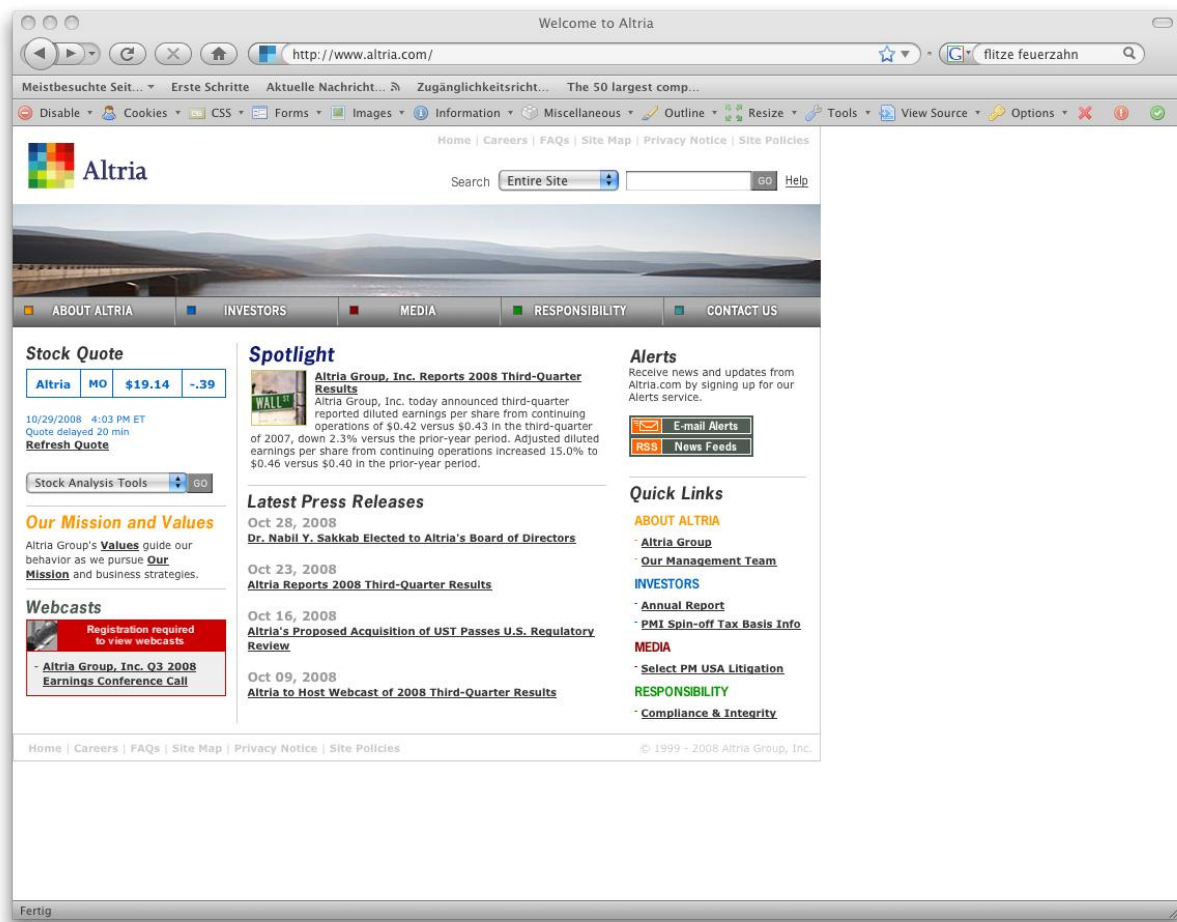 Welcome to Altria
http://www.altria.com/
flitze feuerzahn
Meistbesuchte Seit... Erste Schritte Aktuelle Nachricht... Zugänglichkeitsricht... The 50 largest comp...
Disable Cookies CSS Forms Images Information Miscellaneous Outline Resize Tools View Source Options
Home | Careers | FAQs | Site Map | Privacy Notice | Site Policies
Altria
Search Entire Site GO Help
ABOUT ALTRIA INVESTORS MEDIA RESPONSIBILITY CONTACT US
Stock Quote
Altria MO $19.14 -.39
10/29/2008 4:03 PM ET
Quote delayed 20 min
Refresh Quote
Stock Analysis Tools GO
Our Mission and Values
Altria Group's Values guide our
behavior as we pursue Our
Mission and business strategies.
Webcasts
Registration required
to view webcasts
- Altria Group, Inc. Q3 2008
Earnings Conference Call
Spotlight
WALL ST
Altria Group, Inc. Reports 2008 Third-Quarter
Results
Altria Group, Inc. today announced third-quarter
reported diluted earnings per share from continuing
operations of $0.42 versus $0.43 in the third-quarter
of 2007, down 2.3% versus the prior-year period. Adjusted diluted
earnings per share from continuing operations increased 15.0% to
$0.46 versus $0.40 in the prior-year period.
Latest Press Releases
Oct 28, 2008
Dr. Nabil Y. Sakkab Elected to Altria's Board of Directors
Oct 23, 2008
Altria Reports 2008 Third-Quarter Results
Oct 16, 2008
Altria's Proposed Acquisition of UST Passes U.S. Regulatory
Review
Oct 09, 2008
Altria to Host Webcast of 2008 Third-Quarter Results
Alerts
Receive news and updates from
Altria.com by signing up for our
Alerts service.
E-mail Alerts
RSS News Feeds
Quick Links
ABOUT ALTRIA
- Altria Group
- Our Management Team
INVESTORS
- Annual Report
- PMI Spin-off Tax Basis Info
MEDIA
- Select PM USA Litigation
RESPONSIBILITY
- Compliance & Integrity
Home | Careers | FAQs | Site Map | Privacy Notice | Site Policies
© 1999 - 2008 Altria Group, Inc.
Fertig